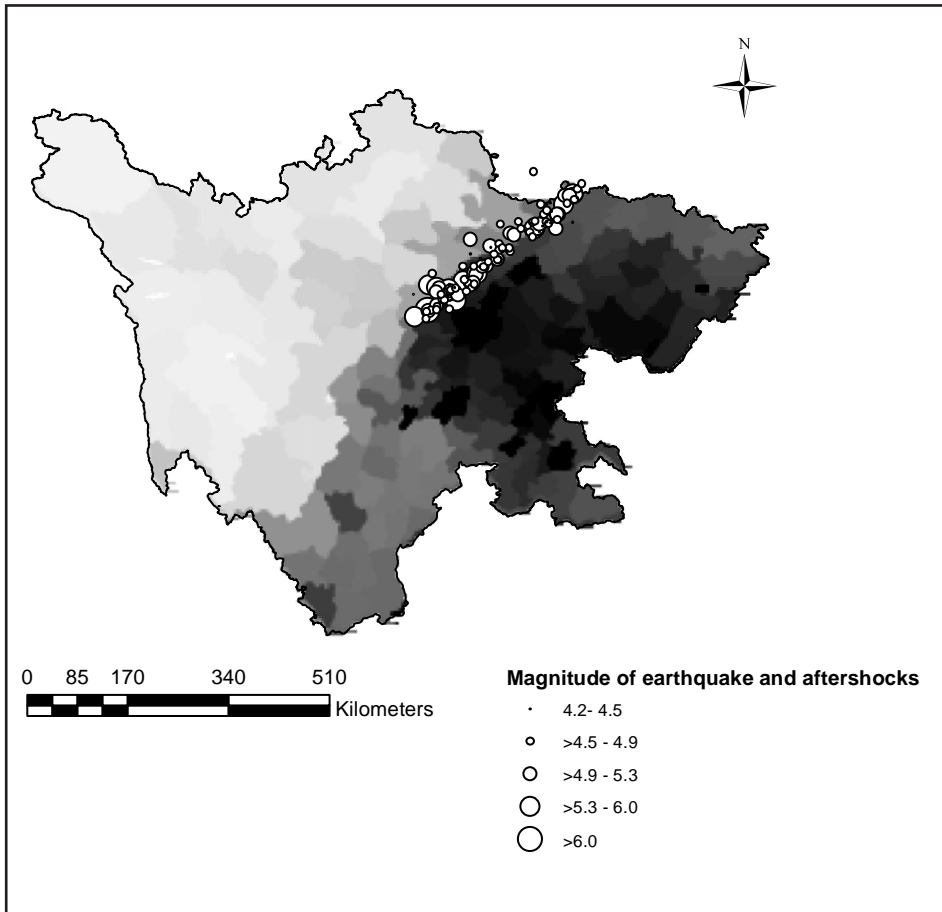 N
0 85 170 340 510
Kilometers
Magnitude of earthquake and aftershocks
4.2- 4.5
>4.5 - 4.9
>4.9 - 5.3
>5.3 - 6.0
>6.0